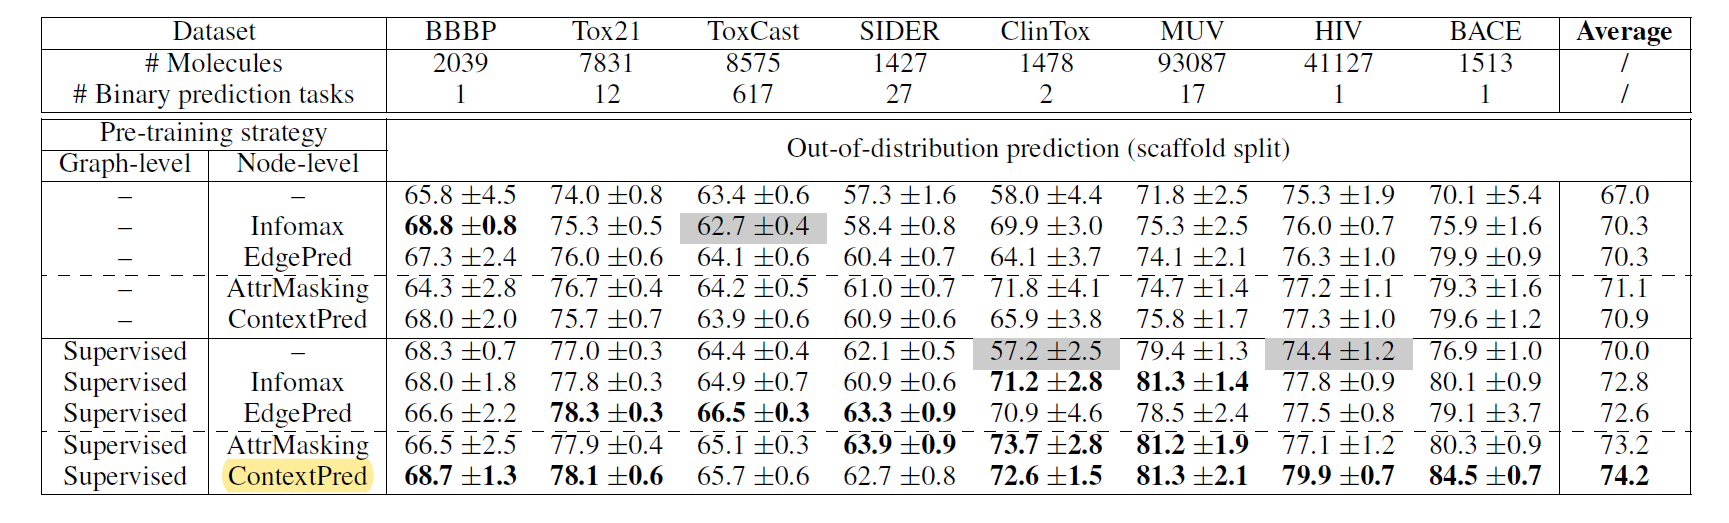 Dataset BBBP Tox21 ToxCast SIDER ClinTox MUV HIV BACE Average
# Molecules 2039 7831 8575 1427 1478 93087 41127 1513 /
# Binary prediction tasks 1 12 617 27 2 17 1 1 /
Pre-training strategy
Out-of-distribution prediction (scaffold split)
Graph-level Node-level
– – 65.8 ±4.5 74.0 ±0.8 63.4 ±0.6 57.3 ±1.6 58.0 ±4.4 71.8 ±2.5 75.3 ±1.9 70.1 ±5.4 67.0
– Infomax 68.8 ±0.8 75.3 ±0.5 62.7 ±0.4 58.4 ±0.8 69.9 ±3.0 75.3 ±2.5 76.0 ±0.7 75.9 ±1.6 70.3
– EdgePred 67.3 ±2.4 76.0 ±0.6 64.1 ±0.6 60.4 ±0.7 64.1 ±3.7 74.1 ±2.1 76.3 ±1.0 79.9 ±0.9 70.3
– AttrMasking 64.3 ±2.8 76.7 ±0.4 64.2 ±0.5 61.0 ±0.7 71.8 ±4.1 74.7 ±1.4 77.2 ±1.1 79.3 ±1.6 71.1
– ContextPred 68.0 ±2.0 75.7 ±0.7 63.9 ±0.6 60.9 ±0.6 65.9 ±3.8 75.8 ±1.7 77.3 ±1.0 79.6 ±1.2 70.9
Supervised – 68.3 ±0.7 77.0 ±0.3 64.4 ±0.4 62.1 ±0.5 57.2 ±2.5 79.4 ±1.3 74.4 ±1.2 76.9 ±1.0 70.0
Supervised Infomax 68.0 ±1.8 77.8 ±0.3 64.9 ±0.7 60.9 ±0.6 71.2 ±2.8 81.3 ±1.4 77.8 ±0.9 80.1 ±0.9 72.8
Supervised EdgePred 66.6 ±2.2 78.3 ±0.3 66.5 ±0.3 63.3 ±0.9 70.9 ±4.6 78.5 ±2.4 77.5 ±0.8 79.1 ±3.7 72.6
Supervised AttrMasking 66.5 ±2.5 77.9 ±0.4 65.1 ±0.3 63.9 ±0.9 73.7 ±2.8 81.2 ±1.9 77.1 ±1.2 80.3 ±0.9 73.2
Supervised ContextPred 68.7 ±1.3 78.1 ±0.6 65.7 ±0.6 62.7 ±0.8 72.6 ±1.5 81.3 ±2.1 79.9 ±0.7 84.5 ±0.7 74.2